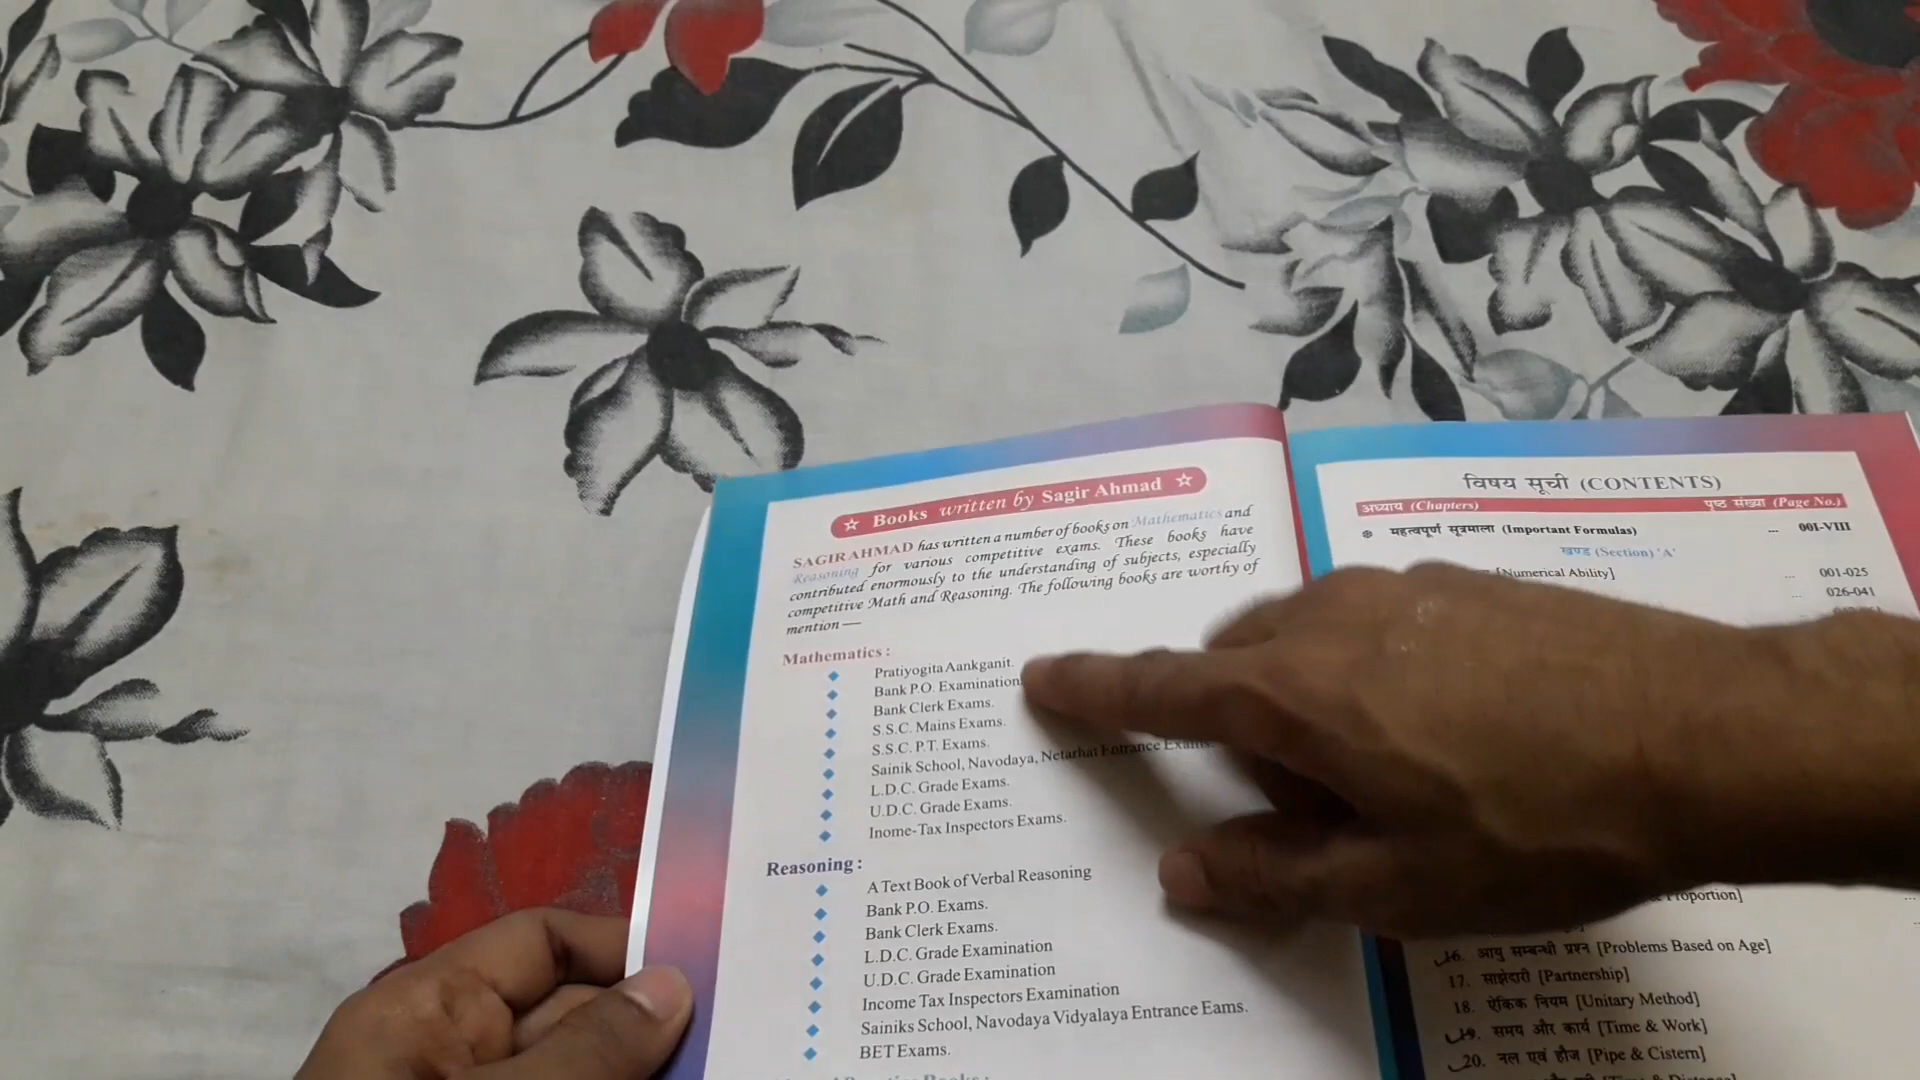 ☆ Books written by Sagir Ahmad ☆
SAGIR AHMAD has written a number of books on Mathematics and
Reasoning for various competitive exams. These books have
contributed enormously to the understanding of subjects, especially
competitive Math and Reasoning. The following books are worthy of
mention —
Mathematics :
Pratiyogita Aankganit.
Bank P.O. Examination
Bank Clerk Exams.
S.S.C. Mains Exams.
S.S.C. P.T. Exams.
Sainik School, Navodaya, Netarhat Entrance Exams.
L.D.C. Grade Exams.
U.D.C. Grade Exams.
Inome-Tax Inspectors Exams.
Reasoning :
A Text Book of Verbal Reasoning
Bank P.O. Exams.
Bank Clerk Exams.
L.D.C. Grade Examination
U.D.C. Grade Examination
Income Tax Inspectors Examination
Sainiks School, Navodaya Vidyalaya Entrance Eams.
BET Exams.
विषय सूची (CONTENTS)
अध्याय (Chapters) पृष्ठ संख्या (Page No.)
महत्वपूर्ण सूत्रमाला (Important Formulas) ... 001-VIII
खण्ड (Section) 'A'
[Numerical Ability] ... 001-025
... 026-041
Proportion]
16. आयु सम्बन्धी प्रश्न [Problems Based on Age]
17. साझेदारी [Partnership]
18. ऐकिक नियम [Unitary Method]
19. समय और कार्य [Time & Work]
20. नल एवं हौज [Pipe & Cistern]